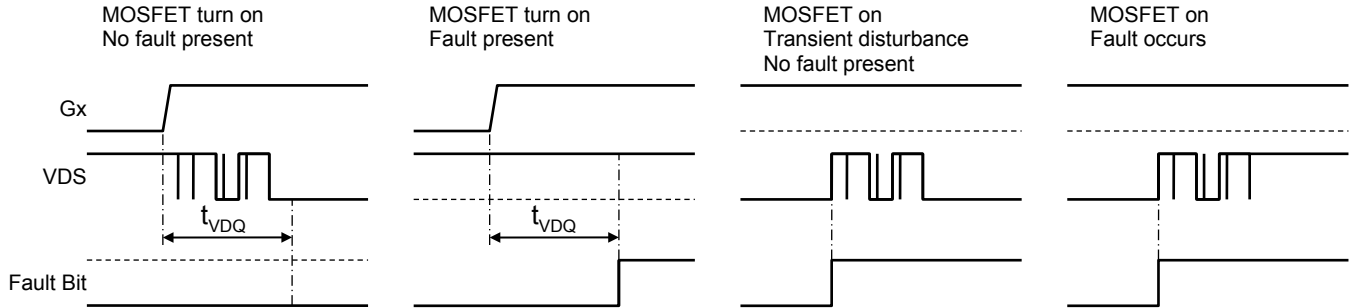 MOSFET turn on
No fault present
MOSFET turn on
Fault present
MOSFET on
Transient disturbance
No fault present
MOSFET on
Fault occurs
Gx
VDS
tVDQ
tVDQ
Fault Bit